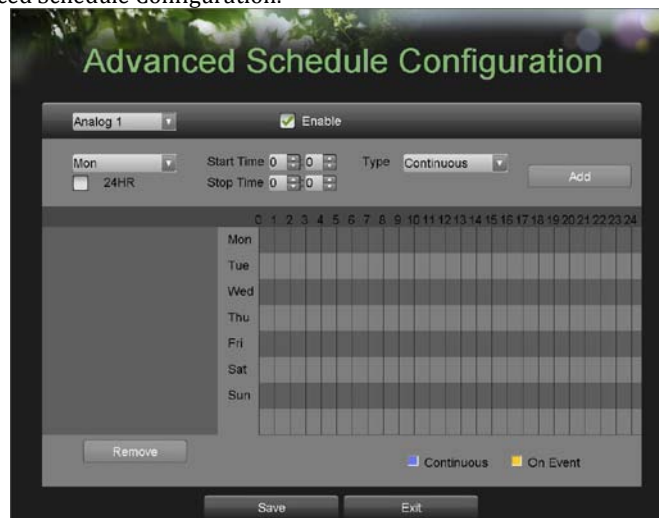 Advanced Schedule Configuration
Analog 1 Enable
Mon Start Time 0 : 0 Type Continuous Add
24HR Stop Time 0 : 0
0 1 2 3 4 5 6 7 8 9 10 11 12 13 14 15 16 17 18 19 20 21 22 23 24
Mon
Tue
Wed
Thu
Fri
Sat
Sun
Remove Continuous On Event
Save Exit